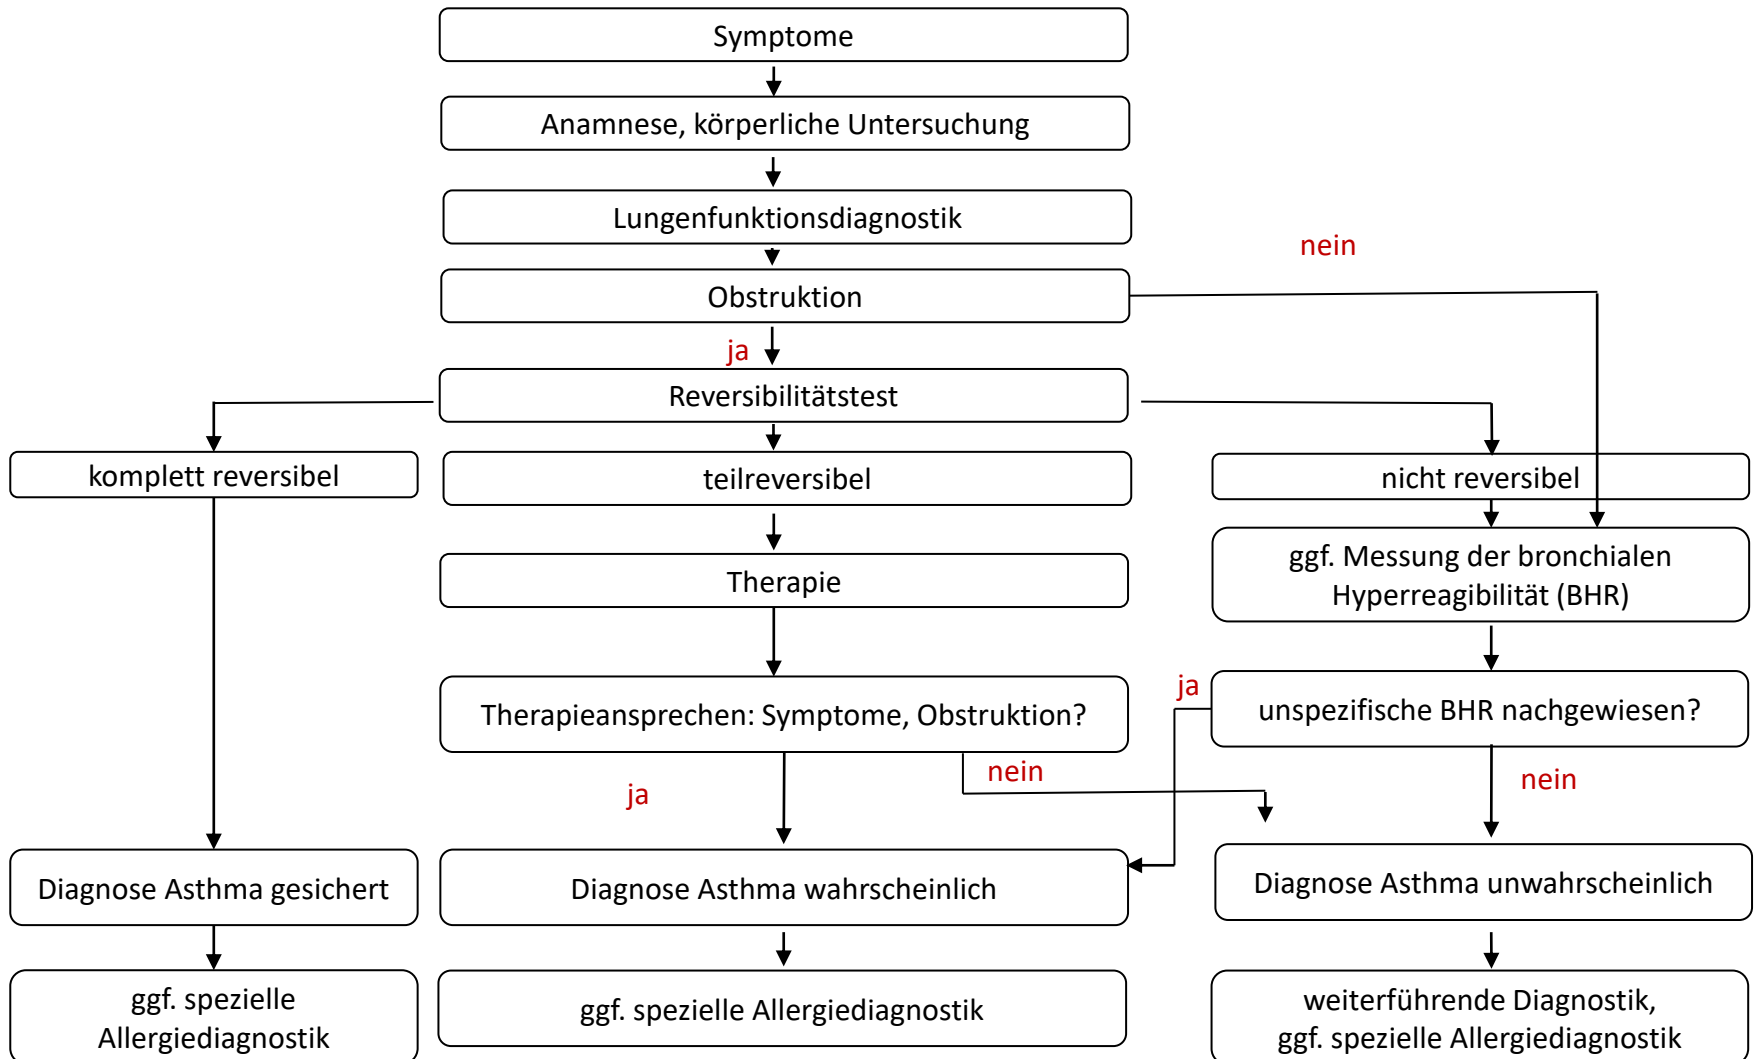 Symptome
Anamnese, körperliche Untersuchung
Lungenfunktionsdiagnostik
nein
Obstruktion
ja
Reversibilitätstest
komplett reversibel
teilreversibel
nicht reversibel
ggf. Messung der bronchialen
Hyperreagibilität (BHR)
Therapie
ja
Therapieansprechen: Symptome, Obstruktion?
unspezifische BHR nachgewiesen?
nein
nein
ja
Diagnose Asthma gesichert
Diagnose Asthma wahrscheinlich
Diagnose Asthma unwahrscheinlich
ggf. spezielle
Allergiediagnostik
ggf. spezielle Allergiediagnostik
weiterführende Diagnostik,
ggf. spezielle Allergiediagnostik